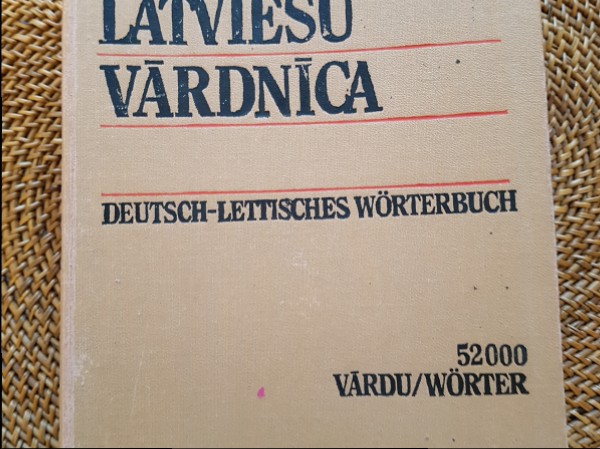 LATVIEŠU
VĀRDNĪCA
DEUTSCH-LETTISCHES WÖRTERBUCH
52000
VĀRDU/WÖRTER